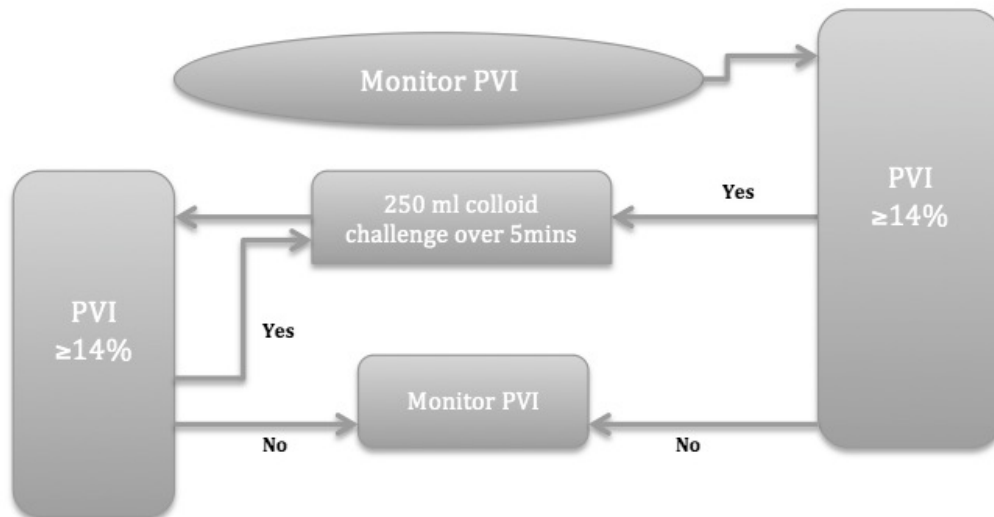 Monitor PVI
PVI
≥14%
Yes
250 ml colloid
challenge over 5mins
PVI
≥14%
Yes
Monitor PVI
No
No